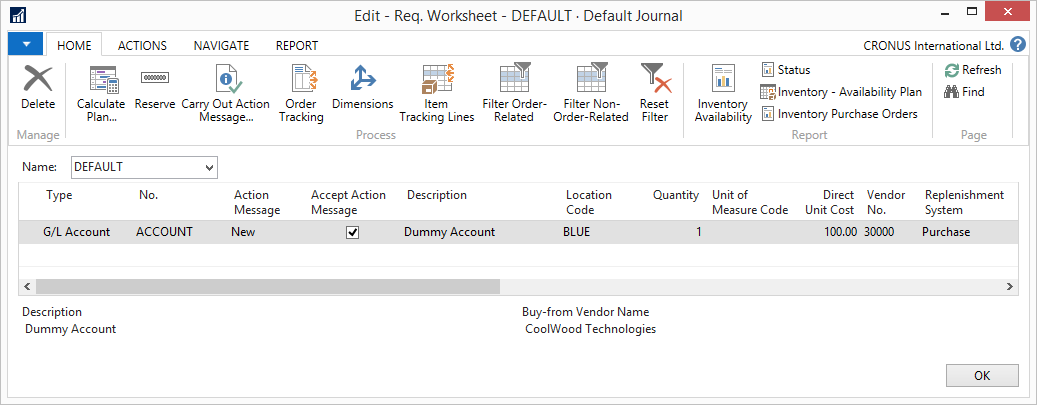 Edit - Req. Worksheet - DEFAULT · Default Journal
HOME ACTIONS NAVIGATE REPORT CRONUS International Ltd. ?
Delete
Manage
Calculate
Plan...
Reserve
Carry Out Action
Message...
Order
Tracking
Dimensions
Item
Tracking Lines
Filter Order-
Related
Filter Non-
Order-Related
Reset
Filter
Process
Inventory
Availability
Status
Inventory - Availability Plan
Inventory Purchase Orders
Report
Refresh
Find
Page
Name: DEFAULT
Type No. Action Message Accept Action Message Description Location Code Quantity Unit of Measure Code Direct Unit Cost Vendor No. Replenishment System
G/L Account ACCOUNT New Dummy Account BLUE 1 100.00 30000 Purchase
Description Buy-from Vendor Name
Dummy Account CoolWood Technologies
OK